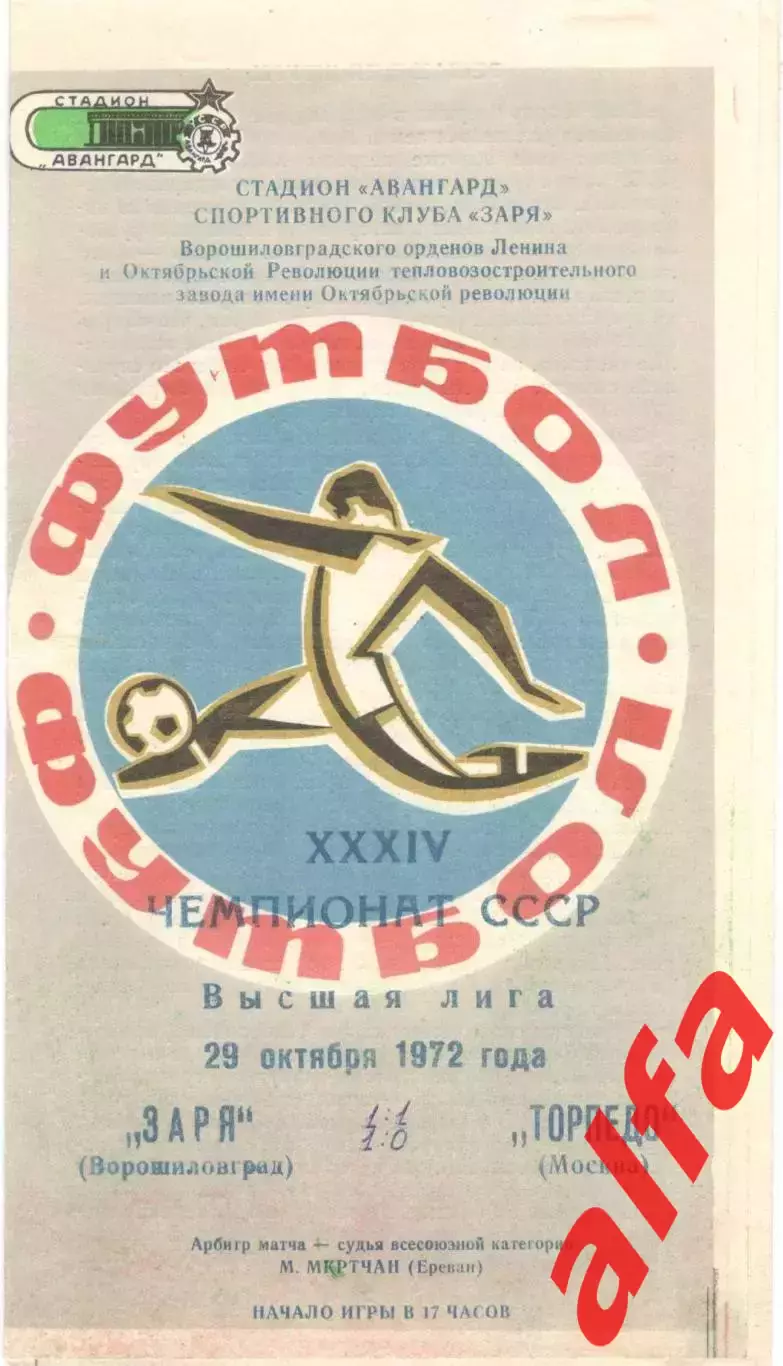 СТАДИОН
„АВАНГАРД"
СТАДИОН «АВАНГАРД»
СПОРТИВНОГО КЛУБА «ЗАРЯ»
Ворошиловградского орденов Ленина
и Октябрьской Революции тепловозостроительного
завода имени Октябрьской революции
ФУТБОЛ · ФУТБОЛ ·
XXXIV
ЧЕМПИОНАТ СССР
Высшая лига
29 октября 1972 года
„ЗАРЯ" 1:1 „ТОРПЕДО"
1:0
(Ворошиловград) (Москва)
Арбитр матча — судья всесоюзной категории
М. МКРТЧАН (Ереван)
НАЧАЛО ИГРЫ В 17 ЧАСОВ
alfa